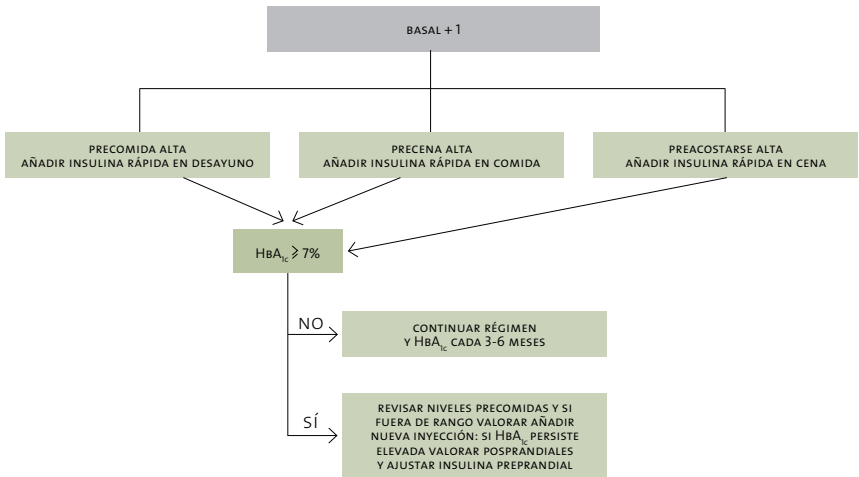 BASAL + 1
PRECOMIDA ALTA
AÑADIR INSULINA RÁPIDA EN DESAYUNO
PRECENA ALTA
AÑADIR INSULINA RÁPIDA EN COMIDA
PREACOSTARSE ALTA
AÑADIR INSULINA RÁPIDA EN CENA
HBA1c ⩾ 7%
NO
CONTINUAR RÉGIMEN
Y HBA1c CADA 3-6 MESES
SÍ
REVISAR NIVELES PRECOMIDAS Y SI
FUERA DE RANGO VALORAR AÑADIR
NUEVA INYECCIÓN: SI HBA1c PERSISTE
ELEVADA VALORAR POSPRANDIALES
Y AJUSTAR INSULINA PREPRANDIAL